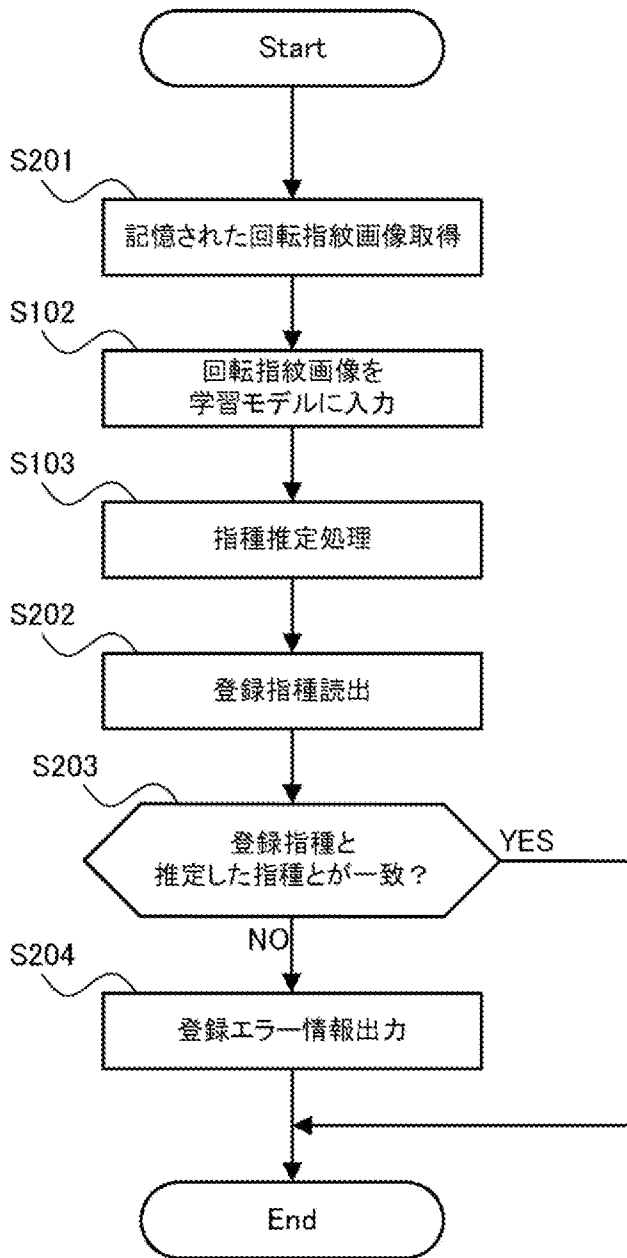 Start
S201
記憶された回転指紋画像取得
S102
回転指紋画像を
学習モデルに入力
S103
指種推定処理
S202
登録指種読出
S203
登録指種と
推定した指種とが一致？
YES
NO
S204
登録エラー情報出力
End